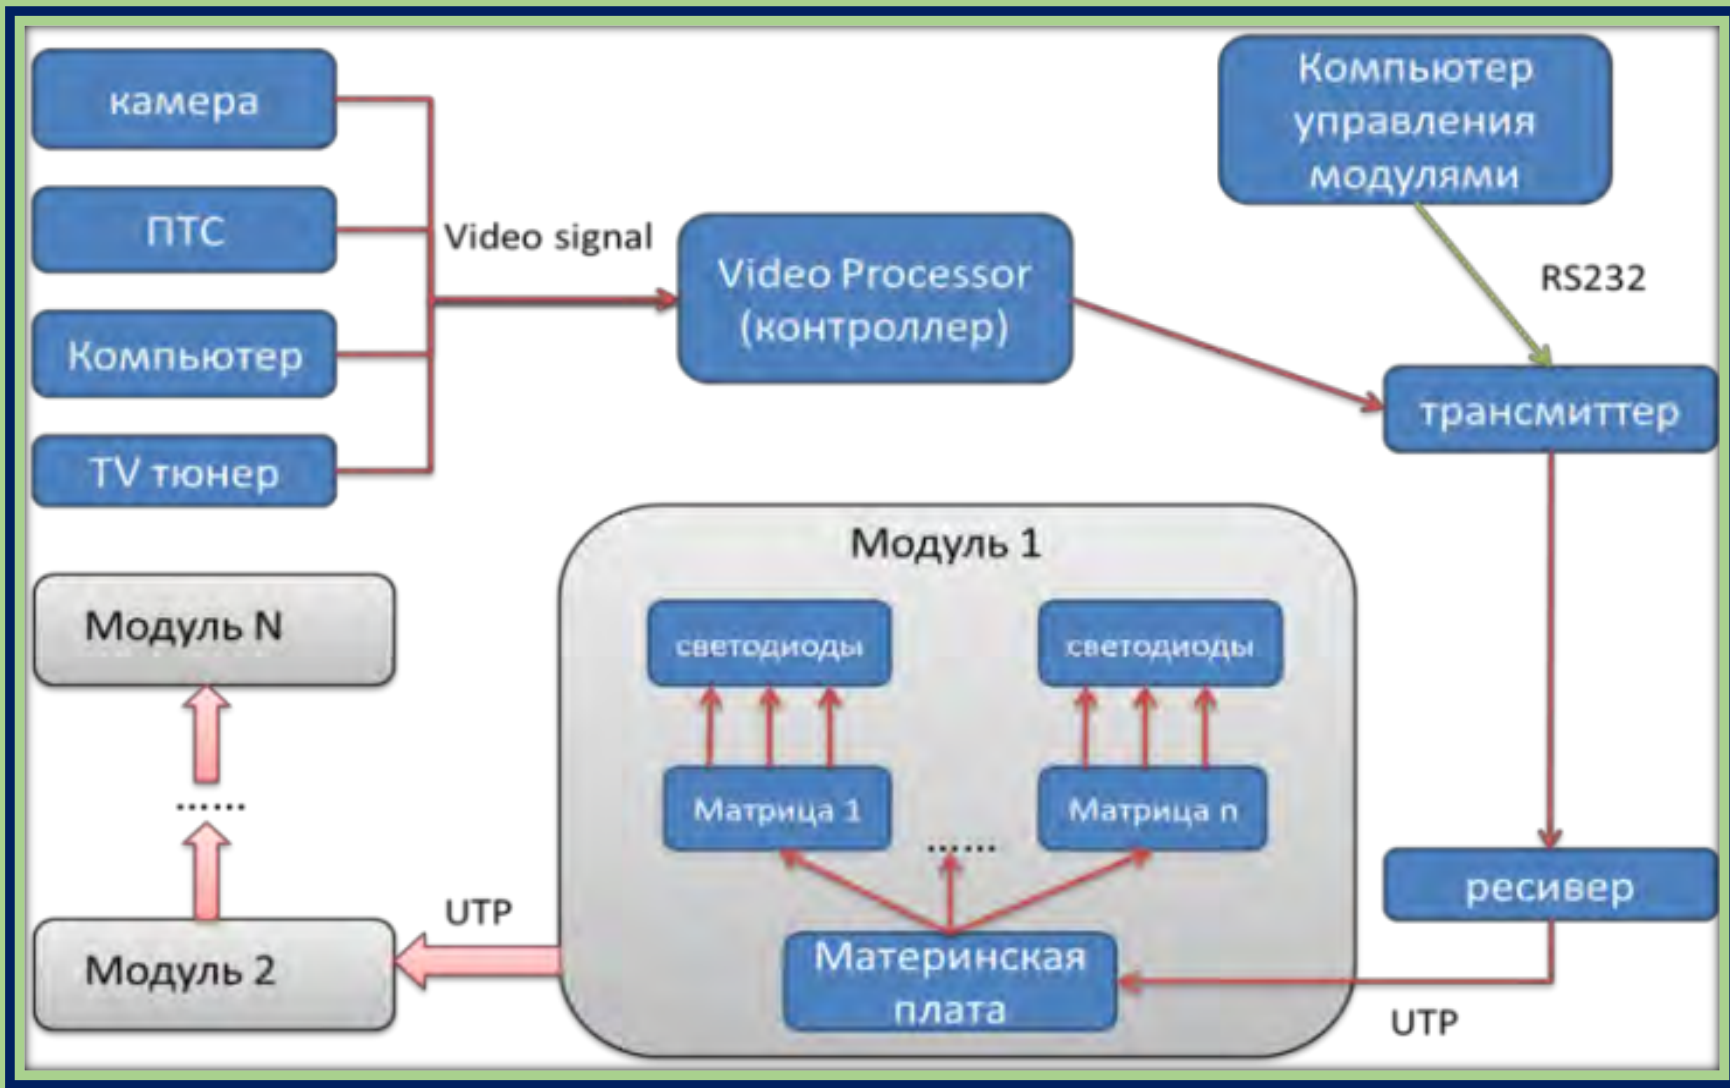 камера
ПТС
Компьютер
TV тюнер
Video signal
Video Processor
(контроллер)
Компьютер
управления
модулями
RS232
трансмиттер
ресивер
UTP
Модуль 1
светодиоды
светодиоды
Матрица 1
......
Матрица n
Материнская
плата
UTP
Модуль 2
......
Модуль N